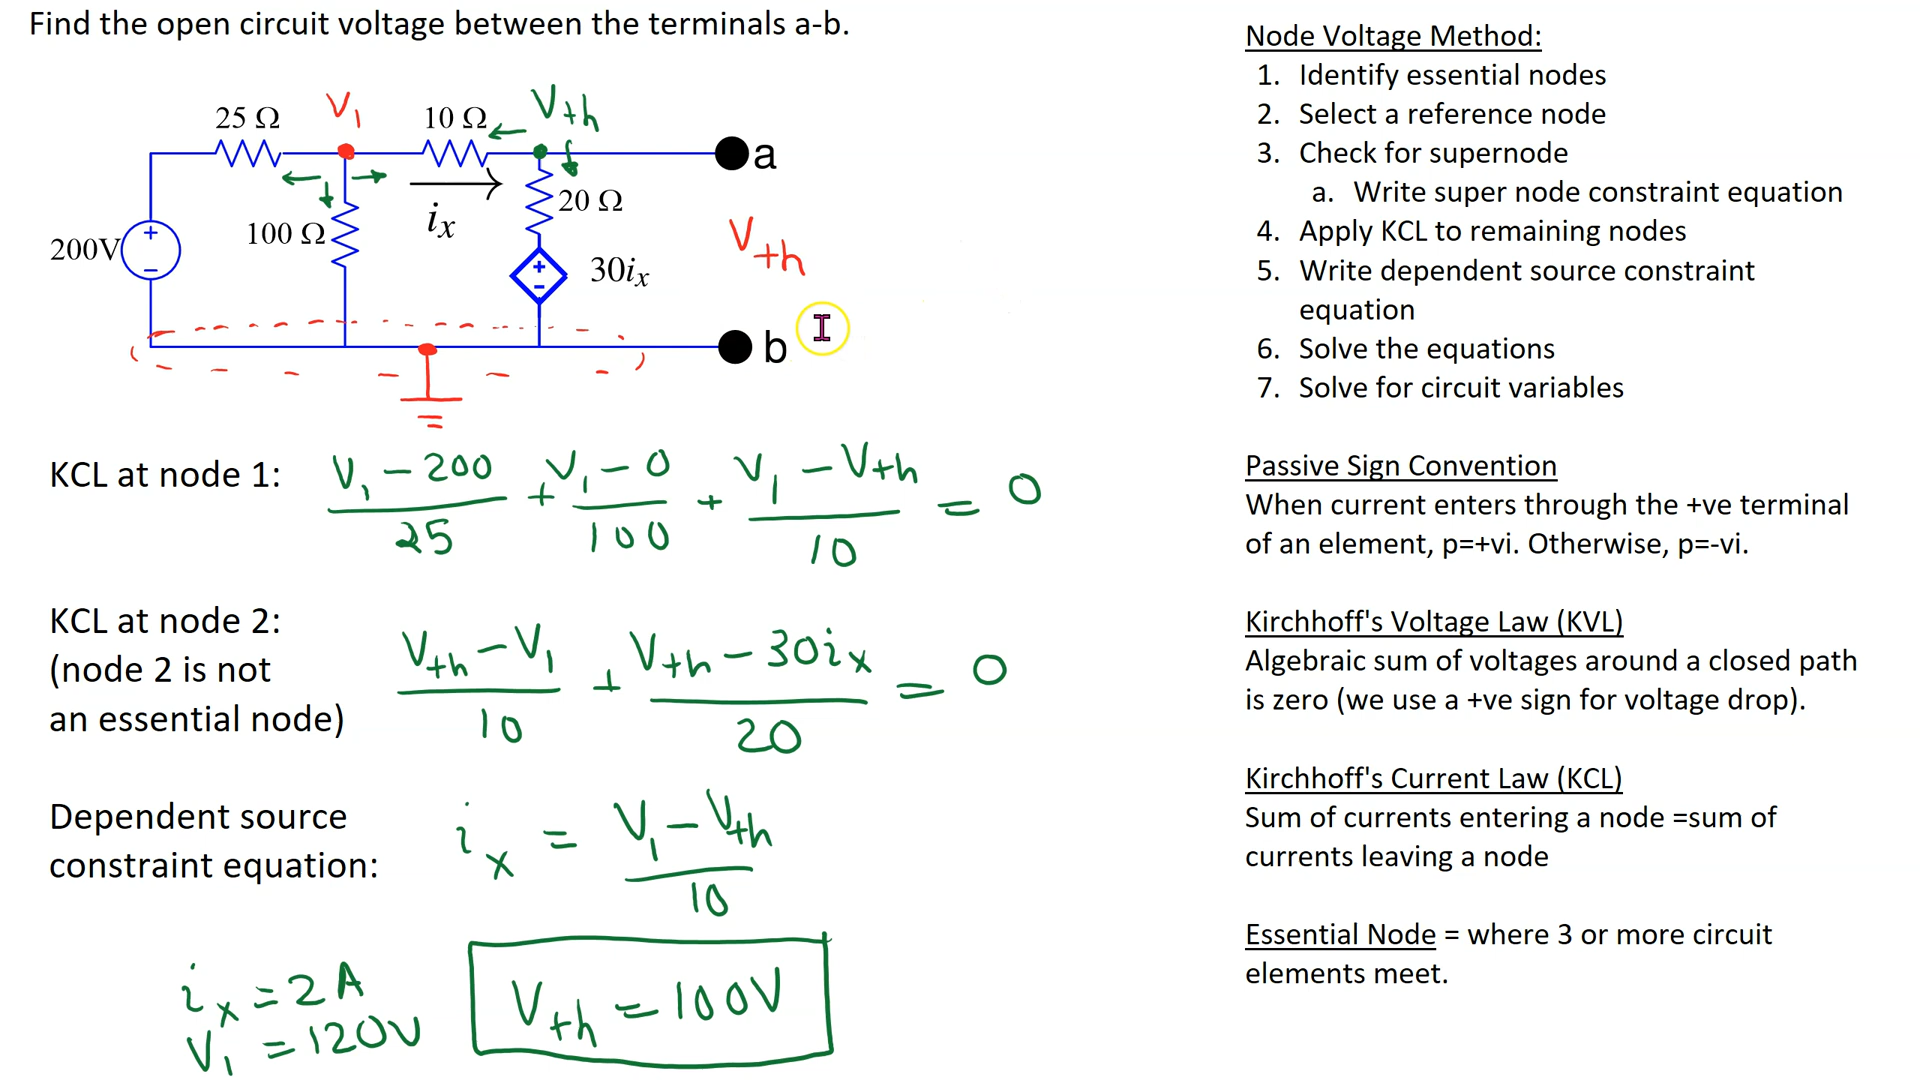 Find the open circuit voltage between the terminals a-b.
25 Ω
V₁
10 Ω
Vth
a
20 Ω
iₓ
100 Ω
200V
+
−
+
-
30iₓ
Vth
b
KCL at node 1:
(V₁ − 200)/25 + (V₁ − 0)/100 + (V₁ − Vth)/10 = 0
KCL at node 2:
(node 2 is not
an essential node)
(Vth − V₁)/10 + (Vth − 30iₓ)/20 = 0
Dependent source
constraint equation:
iₓ = (V₁ − Vth)/10
iₓ = 2A
V₁ = 120V
Vth = 100V
Node Voltage Method:
1. Identify essential nodes
2. Select a reference node
3. Check for supernode
a. Write super node constraint equation
4. Apply KCL to remaining nodes
5. Write dependent source constraint
equation
6. Solve the equations
7. Solve for circuit variables
Passive Sign Convention
When current enters through the +ve terminal
of an element, p=+vi. Otherwise, p=-vi.
Kirchhoff's Voltage Law (KVL)
Algebraic sum of voltages around a closed path
is zero (we use a +ve sign for voltage drop).
Kirchhoff's Current Law (KCL)
Sum of currents entering a node =sum of
currents leaving a node
Essential Node = where 3 or more circuit
elements meet.